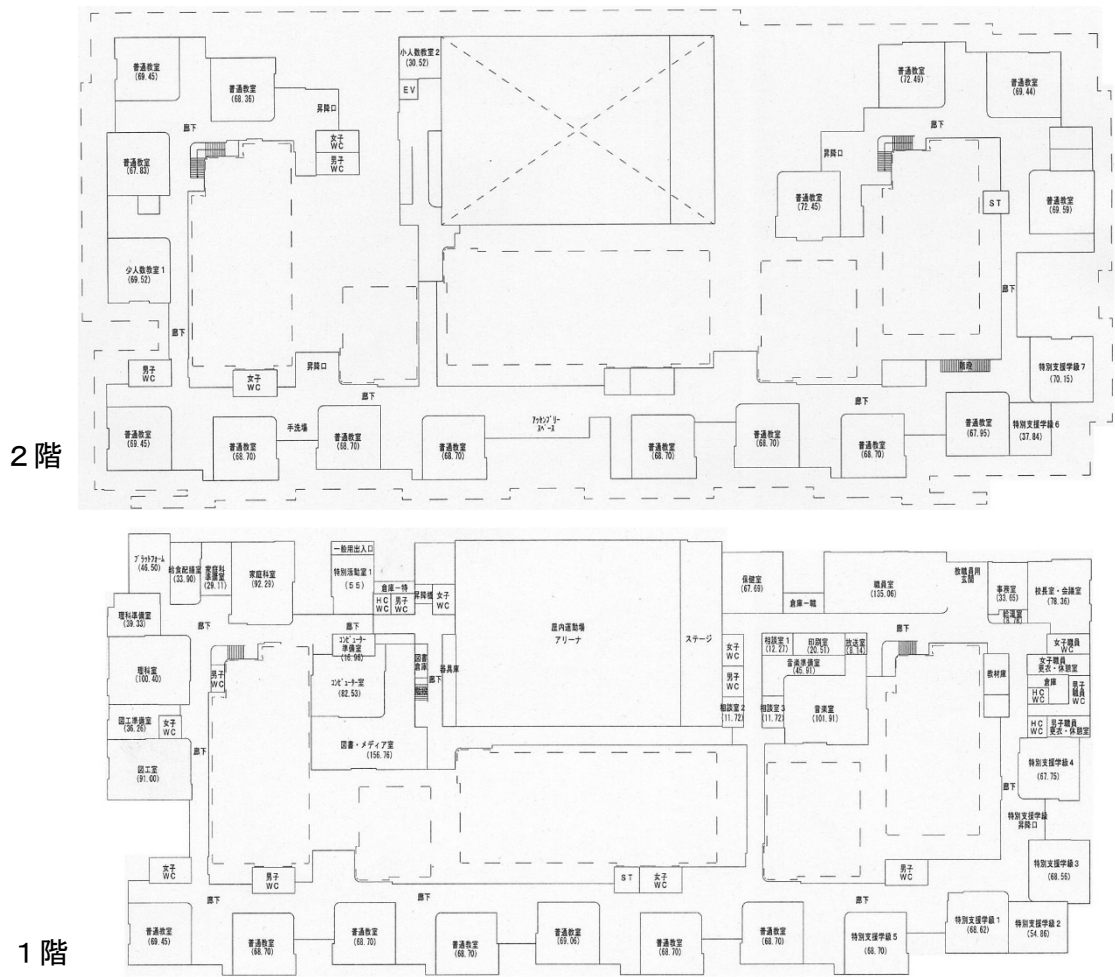 小人数教室2
(30.52)
普通教室
(69.45)
普通教室
(68.36)
普通教室
(72.49)
普通教室
(69.44)
EV
昇降口
廊下
女子
WC
男子
WC
廊下
昇降口
普通教室
(67.83)
普通教室
(72.45)
ST
普通教室
(69.59)
少人数教室1
(69.52)
廊下
廊下
男子
WC
女子
WC
昇降口
階段
特別支援学級7
(70.15)
廊下
廊下
普通教室
(69.45)
普通教室
(68.70)
手洗場
普通教室
(68.70)
普通教室
(68.70)
アッセンブリー
スペース
普通教室
(68.70)
普通教室
(68.70)
普通教室
(68.70)
普通教室
(67.95)
特別支援学級6
(37.84)
2階
プラットフォーム
(46.50)
給食配膳室
(33.90)
家庭科
準備室
(29.11)
家庭科室
(92.29)
一般用出入口
特別活動室1
(55)
倉庫一特
HC
WC
男子
WC
女子
WC
屋内運動場
アリーナ
ステージ
保健室
(67.69)
倉庫一職
職員室
(135.06)
教職員用
玄関
事務室
(33.65)
校長室・会議室
(78.36)
理科準備室
(39.33)
廊下
廊下
廊下
理科室
(100.40)
男子
WC
コンピューター
準備室
(16.96)
コンピューター室
(82.53)
図書
倉庫
階段
廊下
器具庫
女子
WC
男子
WC
相談室2
(11.72)
相談室1
(12.27)
印刷室
(20.51)
放送室
音楽準備室
(45.91)
相談室3
(11.72)
音楽室
(101.91)
教材庫
女子職員
WC
女子職員
更衣・休憩室
倉庫
HC
WC
男子
職員
WC
HC
WC
男子職員
更衣・休憩室
図工準備室
(36.26)
女子
WC
廊下
図工室
(91.00)
図書・メディア室
(156.76)
特別支援学級4
(67.75)
廊下
特別支援学級
昇降口
女子
WC
男子
WC
ST
女子
WC
男子
WC
特別支援学級3
(68.56)
廊下
廊下
廊下
普通教室
(69.45)
普通教室
(68.70)
普通教室
(68.70)
普通教室
(68.70)
普通教室
(69.06)
普通教室
(68.70)
普通教室
(68.70)
特別支援学級5
(68.70)
特別支援学級1
(68.62)
特別支援学級2
(54.86)
1階